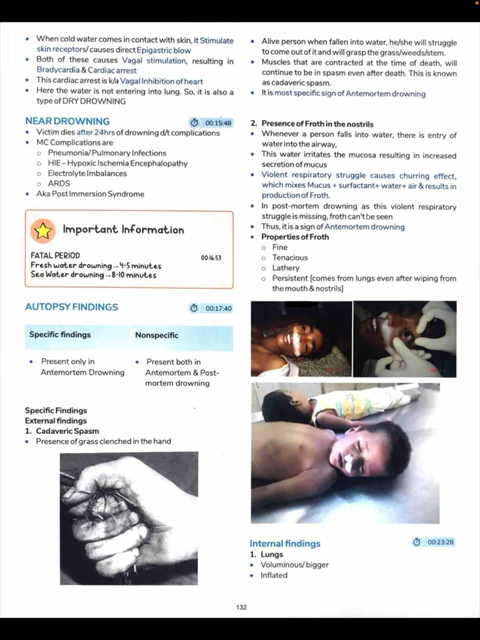 When cold water comes in contact with skin, it Stimulate
skin receptors/ causes direct Epigastric blow
Both of these causes Vagal stimulation, resulting in
Bradycardia & Cardiac arrest
This cardiac arrest is k/a Vagal Inhibition of heart
Here the water is not entering into lung. So, it is also a
type of DRY DROWNING
NEAR DROWNING
00:15:48
Victim dies after 24hrs of drowning d/t complications
MC Complications are
Pneumonia/Pulmonary Infections
HIE – Hypoxic Ischemia Encephalopathy
Electrolyte Imbalances
ARDS
Aka Post Immersion Syndrome
Important Information
FATAL PERIOD
00:16:53
Fresh water drowning → 4-5 minutes
Sea Water drowning → 8-10 minutes
AUTOPSY FINDINGS
00:17:40
Specific findings
Nonspecific
Present only in
Antemortem Drowning
Present both in
Antemortem & Post-
mortem drowning
Specific Findings
External findings
1. Cadaveric Spasm
Presence of grass clenched in the hand
Alive person when fallen into water, he/she will struggle
to come out of it and will grasp the grass/weeds/stem.
Muscles that are contracted at the time of death, will
continue to be in spasm even after death. This is known
as cadaveric spasm.
It is most specific sign of Antemortem drowning
2. Presence of Froth in the nostrils
Whenever a person falls into water, there is entry of
water into the airway,
This water irritates the mucosa resulting in increased
secretion of mucus
Violent respiratory struggle causes churring effect,
which mixes Mucus + surfactant+ water+ air & results in
production of Froth.
In post-mortem drowning as this violent respiratory
struggle is missing, froth can't be seen
Thus, it is a sign of Antemortem drowning
Properties of Froth
Fine
Tenacious
Lathery
Persistent [comes from lungs even after wiping from
the mouth & nostrils]
Internal findings
00:23:28
1. Lungs
Voluminous/ bigger
Inflated
132